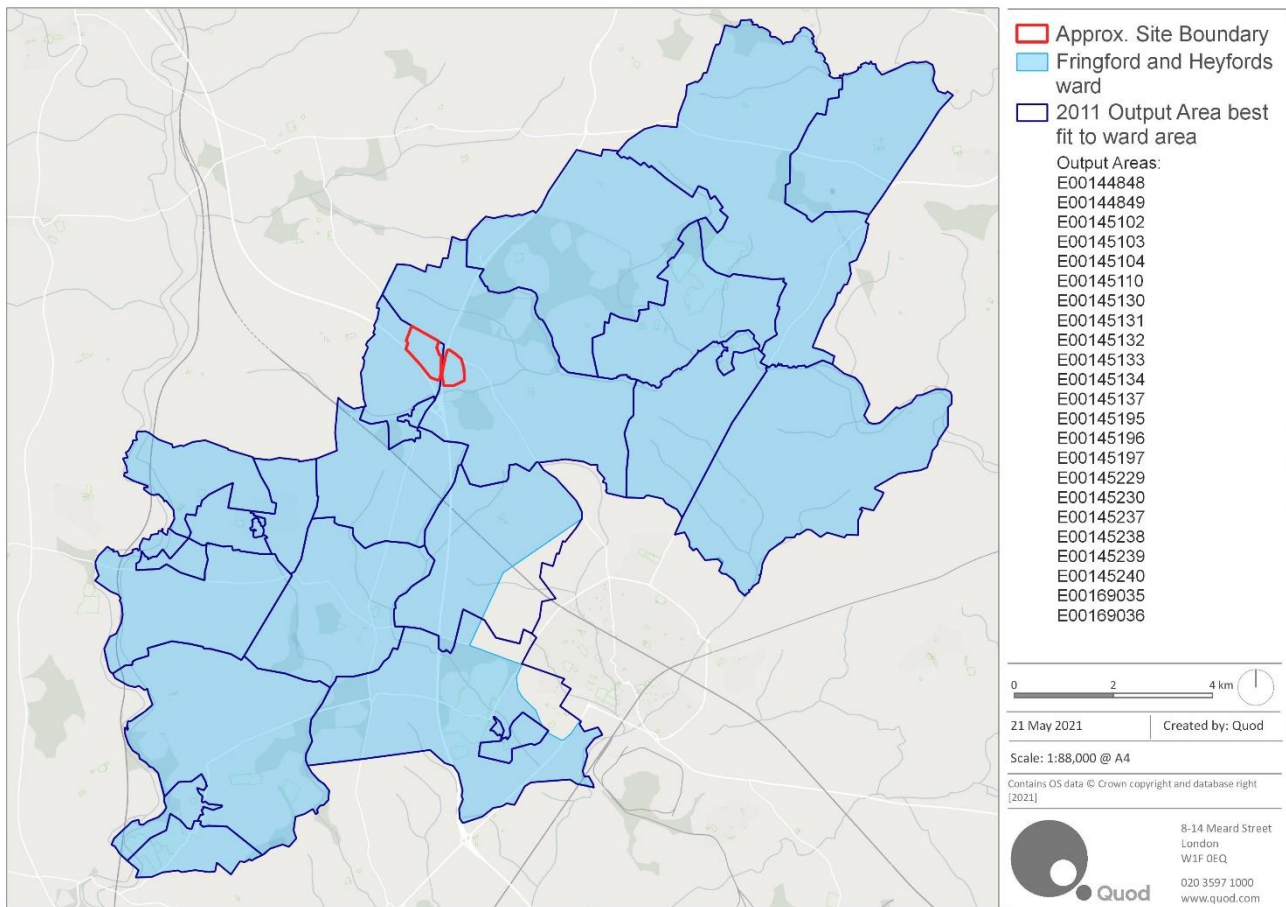 Approx. Site Boundary
Fringford and Heyfords
ward
2011 Output Area best
fit to ward area
Output Areas:
E00144848
E00144849
E00145102
E00145103
E00145104
E00145110
E00145130
E00145131
E00145132
E00145133
E00145134
E00145137
E00145195
E00145196
E00145197
E00145229
E00145230
E00145237
E00145238
E00145239
E00145240
E00169035
E00169036
0 2 4 km
21 May 2021 Created by: Quod
Scale: 1:88,000 @ A4
Contains OS data © Crown copyright and database right
[2021]
Quod
8-14 Meard Street
London
W1F 0EQ
020 3597 1000
www.quod.com